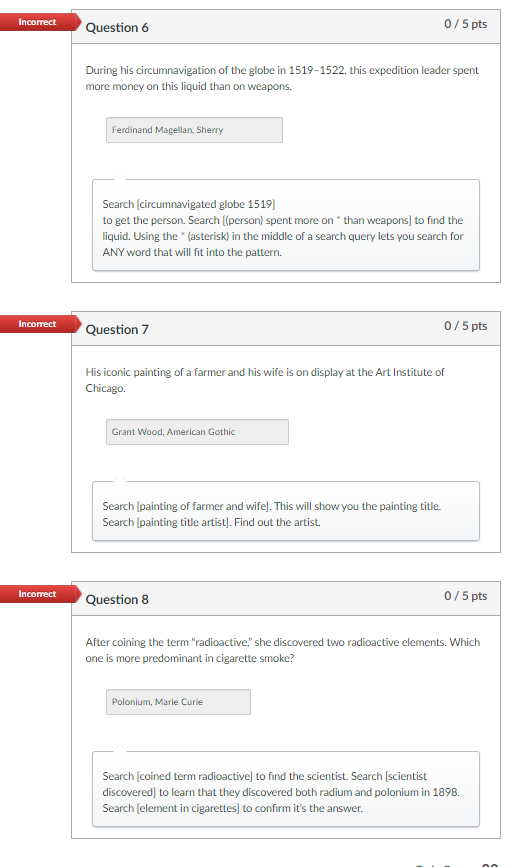 Incorrect
Question 6
0 / 5 pts
During his circumnavigation of the globe in 1519–1522, this expedition leader spent
more money on this liquid than on weapons.
Ferdinand Magellan, Sherry
Search [circumnavigated globe 1519]
to get the person. Search [(person) spent more on * than weapons] to find the
liquid. Using the * (asterisk) in the middle of a search query lets you search for
ANY word that will fit into the pattern.
Incorrect
Question 7
0 / 5 pts
His iconic painting of a farmer and his wife is on display at the Art Institute of
Chicago.
Grant Wood, American Gothic
Search [painting of farmer and wife]. This will show you the painting title.
Search [painting title artist]. Find out the artist.
Incorrect
Question 8
0 / 5 pts
After coining the term "radioactive," she discovered two radioactive elements. Which
one is more predominant in cigarette smoke?
Polonium, Marie Curie
Search [coined term radioactive] to find the scientist. Search [scientist
discovered] to learn that they discovered both radium and polonium in 1898.
Search [element in cigarettes] to confirm it's the answer.